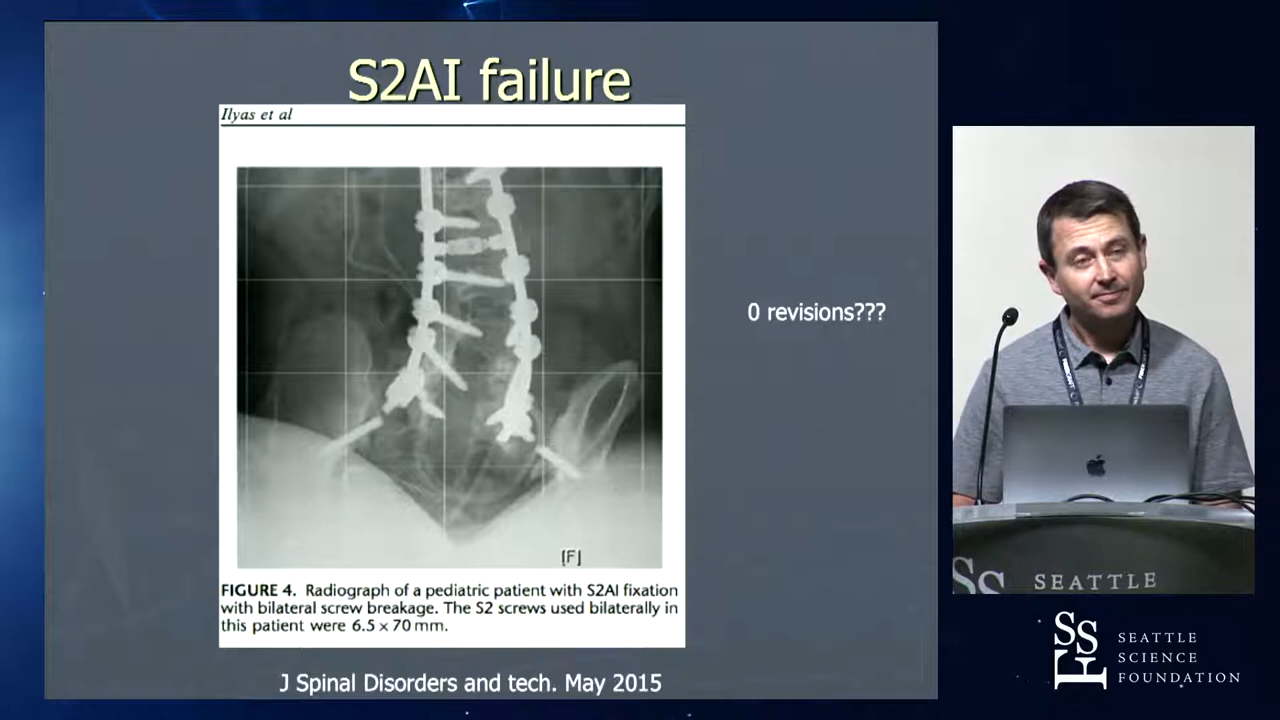 S2AI failure
Ilyas et al
[F]
FIGURE 4. Radiograph of a pediatric patient with S2AI fixation
with bilateral screw breakage. The S2 screws used bilaterally in
this patient were 6.5 × 70 mm.
J Spinal Disorders and tech. May 2015
0 revisions???
SS SEATTLE
SSF
SEATTLE
SCIENCE
FOUNDATION